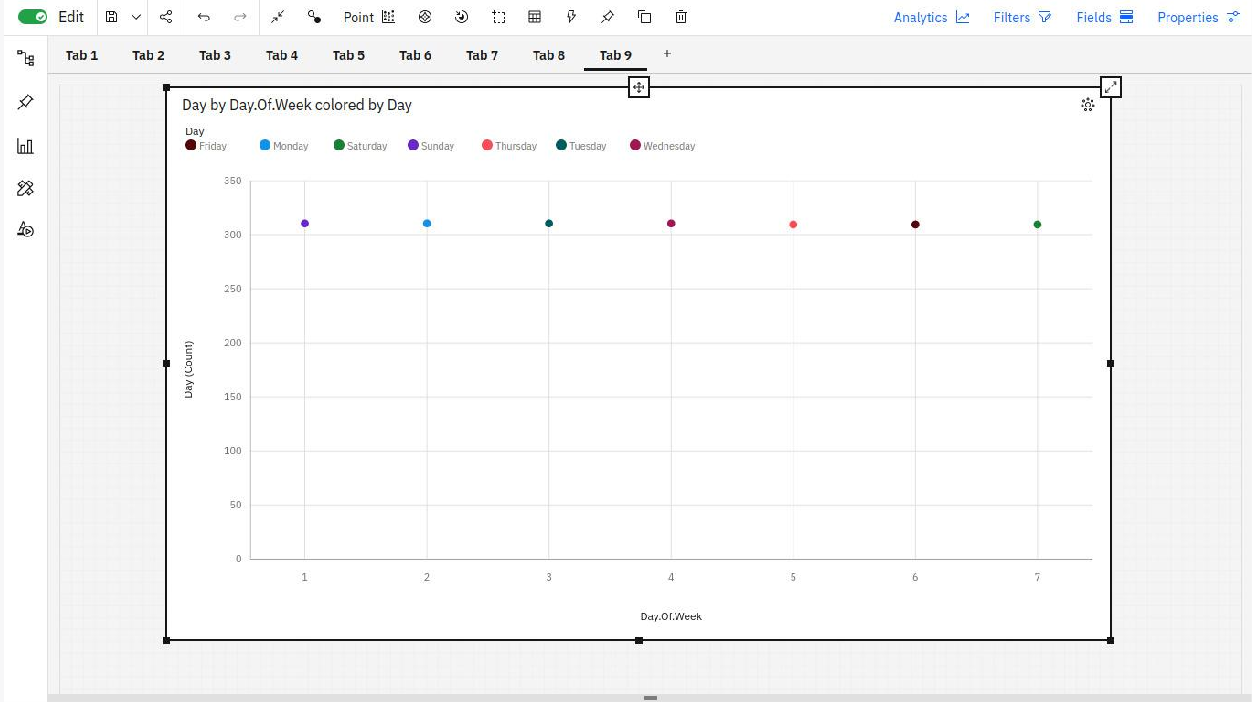 Edit Point Analytics Filters Fields Properties
Tab 1 Tab 2 Tab 3 Tab 4 Tab 5 Tab 6 Tab 7 Tab 8 Tab 9 +
Day by Day.Of.Week colored by Day
Day
Friday Monday Saturday Sunday Thursday Tuesday Wednesday
350
300
250
200
150
100
50
0
Day (Count)
1 2 3 4 5 6 7
Day.Of.Week